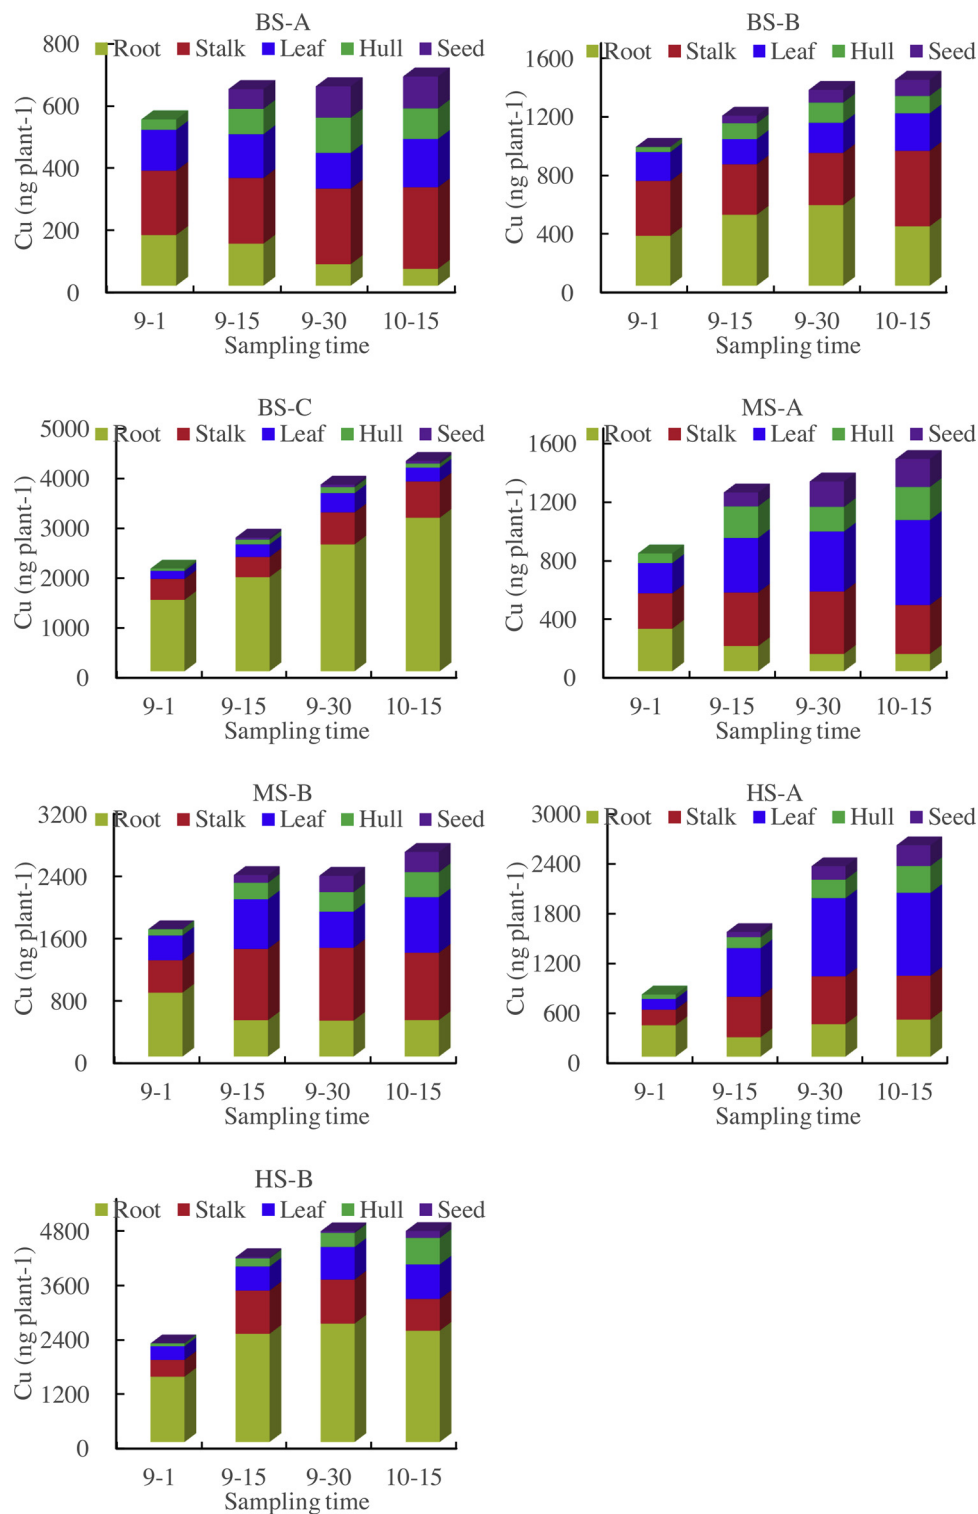 BS-A
Root Stalk Leaf Hull Seed
800
600
400
200
0
Cu (ng plant-1)
9-1 9-15 9-30 10-15
Sampling time
BS-B
Root Stalk Leaf Hull Seed
1600
1200
800
400
0
Cu (ng plant-1)
9-1 9-15 9-30 10-15
Sampling time
BS-C
Root Stalk Leaf Hull Seed
5000
4000
3000
2000
1000
0
Cu (ng plant-1)
9-1 9-15 9-30 10-15
Sampling time
MS-A
Root Stalk Leaf Hull Seed
1600
1200
800
400
0
Cu (ng plant-1)
9-1 9-15 9-30 10-15
Sampling time
MS-B
Root Stalk Leaf Hull Seed
3200
2400
1600
800
0
Cu (ng plant-1)
9-1 9-15 9-30 10-15
Sampling time
HS-A
Root Stalk Leaf Hull Seed
3000
2400
1800
1200
600
0
Cu (ng plant-1)
9-1 9-15 9-30 10-15
Sampling time
HS-B
Root Stalk Leaf Hull Seed
4800
3600
2400
1200
0
Cu (ng plant-1)
9-1 9-15 9-30 10-15
Sampling time